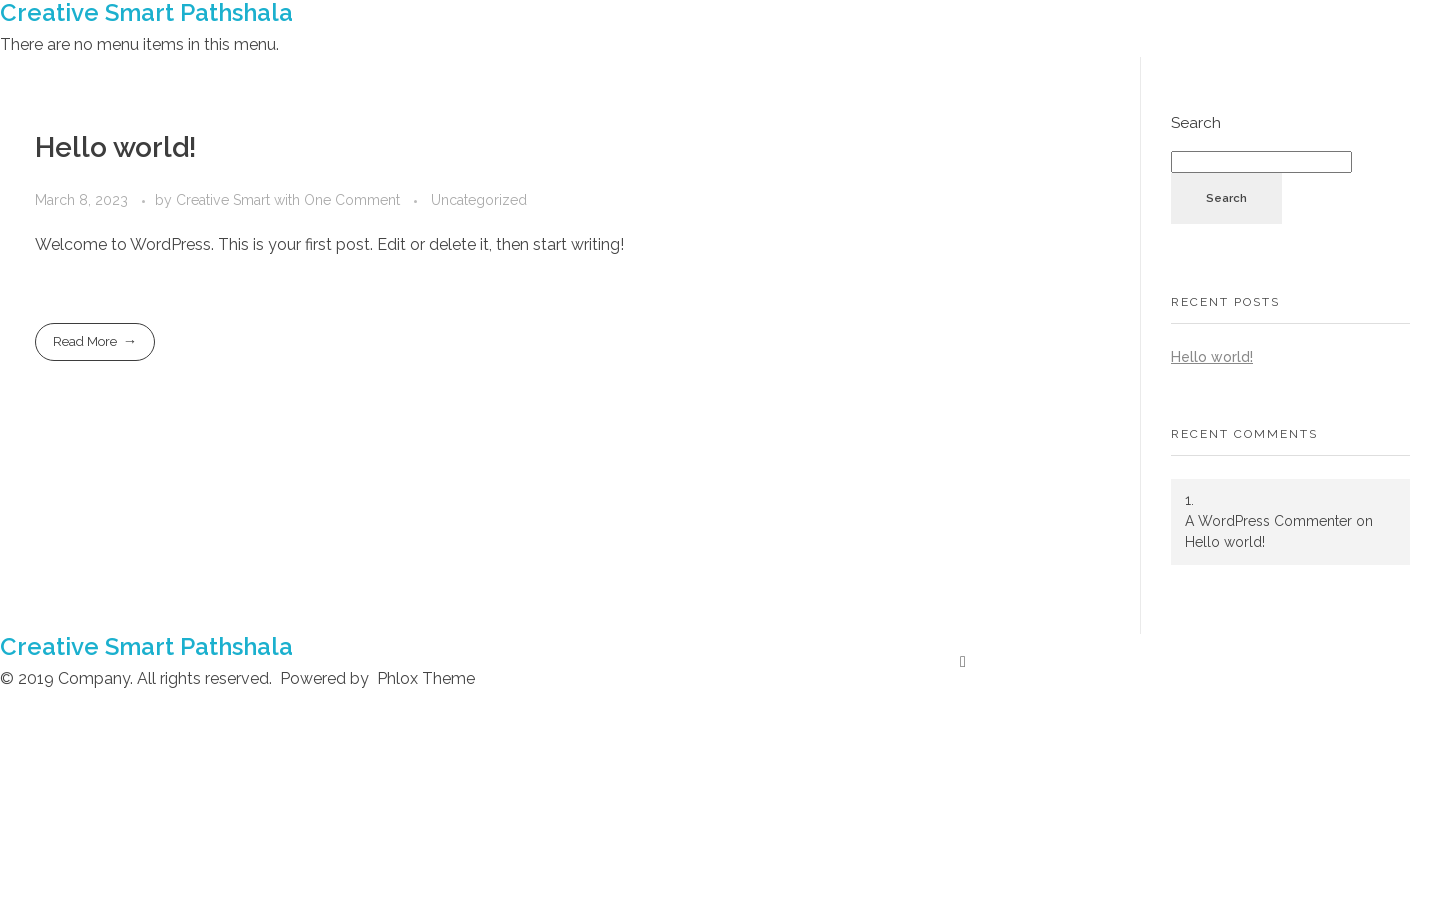 Creative Smart Pathshala
There are no menu items in this menu.
Hello world!
March 8, 2023 • by Creative Smart with One Comment • Uncategorized
Welcome to WordPress. This is your first post. Edit or delete it, then start writing!
Read More →
Search
Search
RECENT POSTS
Hello world!
RECENT COMMENTS
1.
A WordPress Commenter on
Hello world!
Creative Smart Pathshala
© 2019 Company. All rights reserved. Powered by Phlox Theme